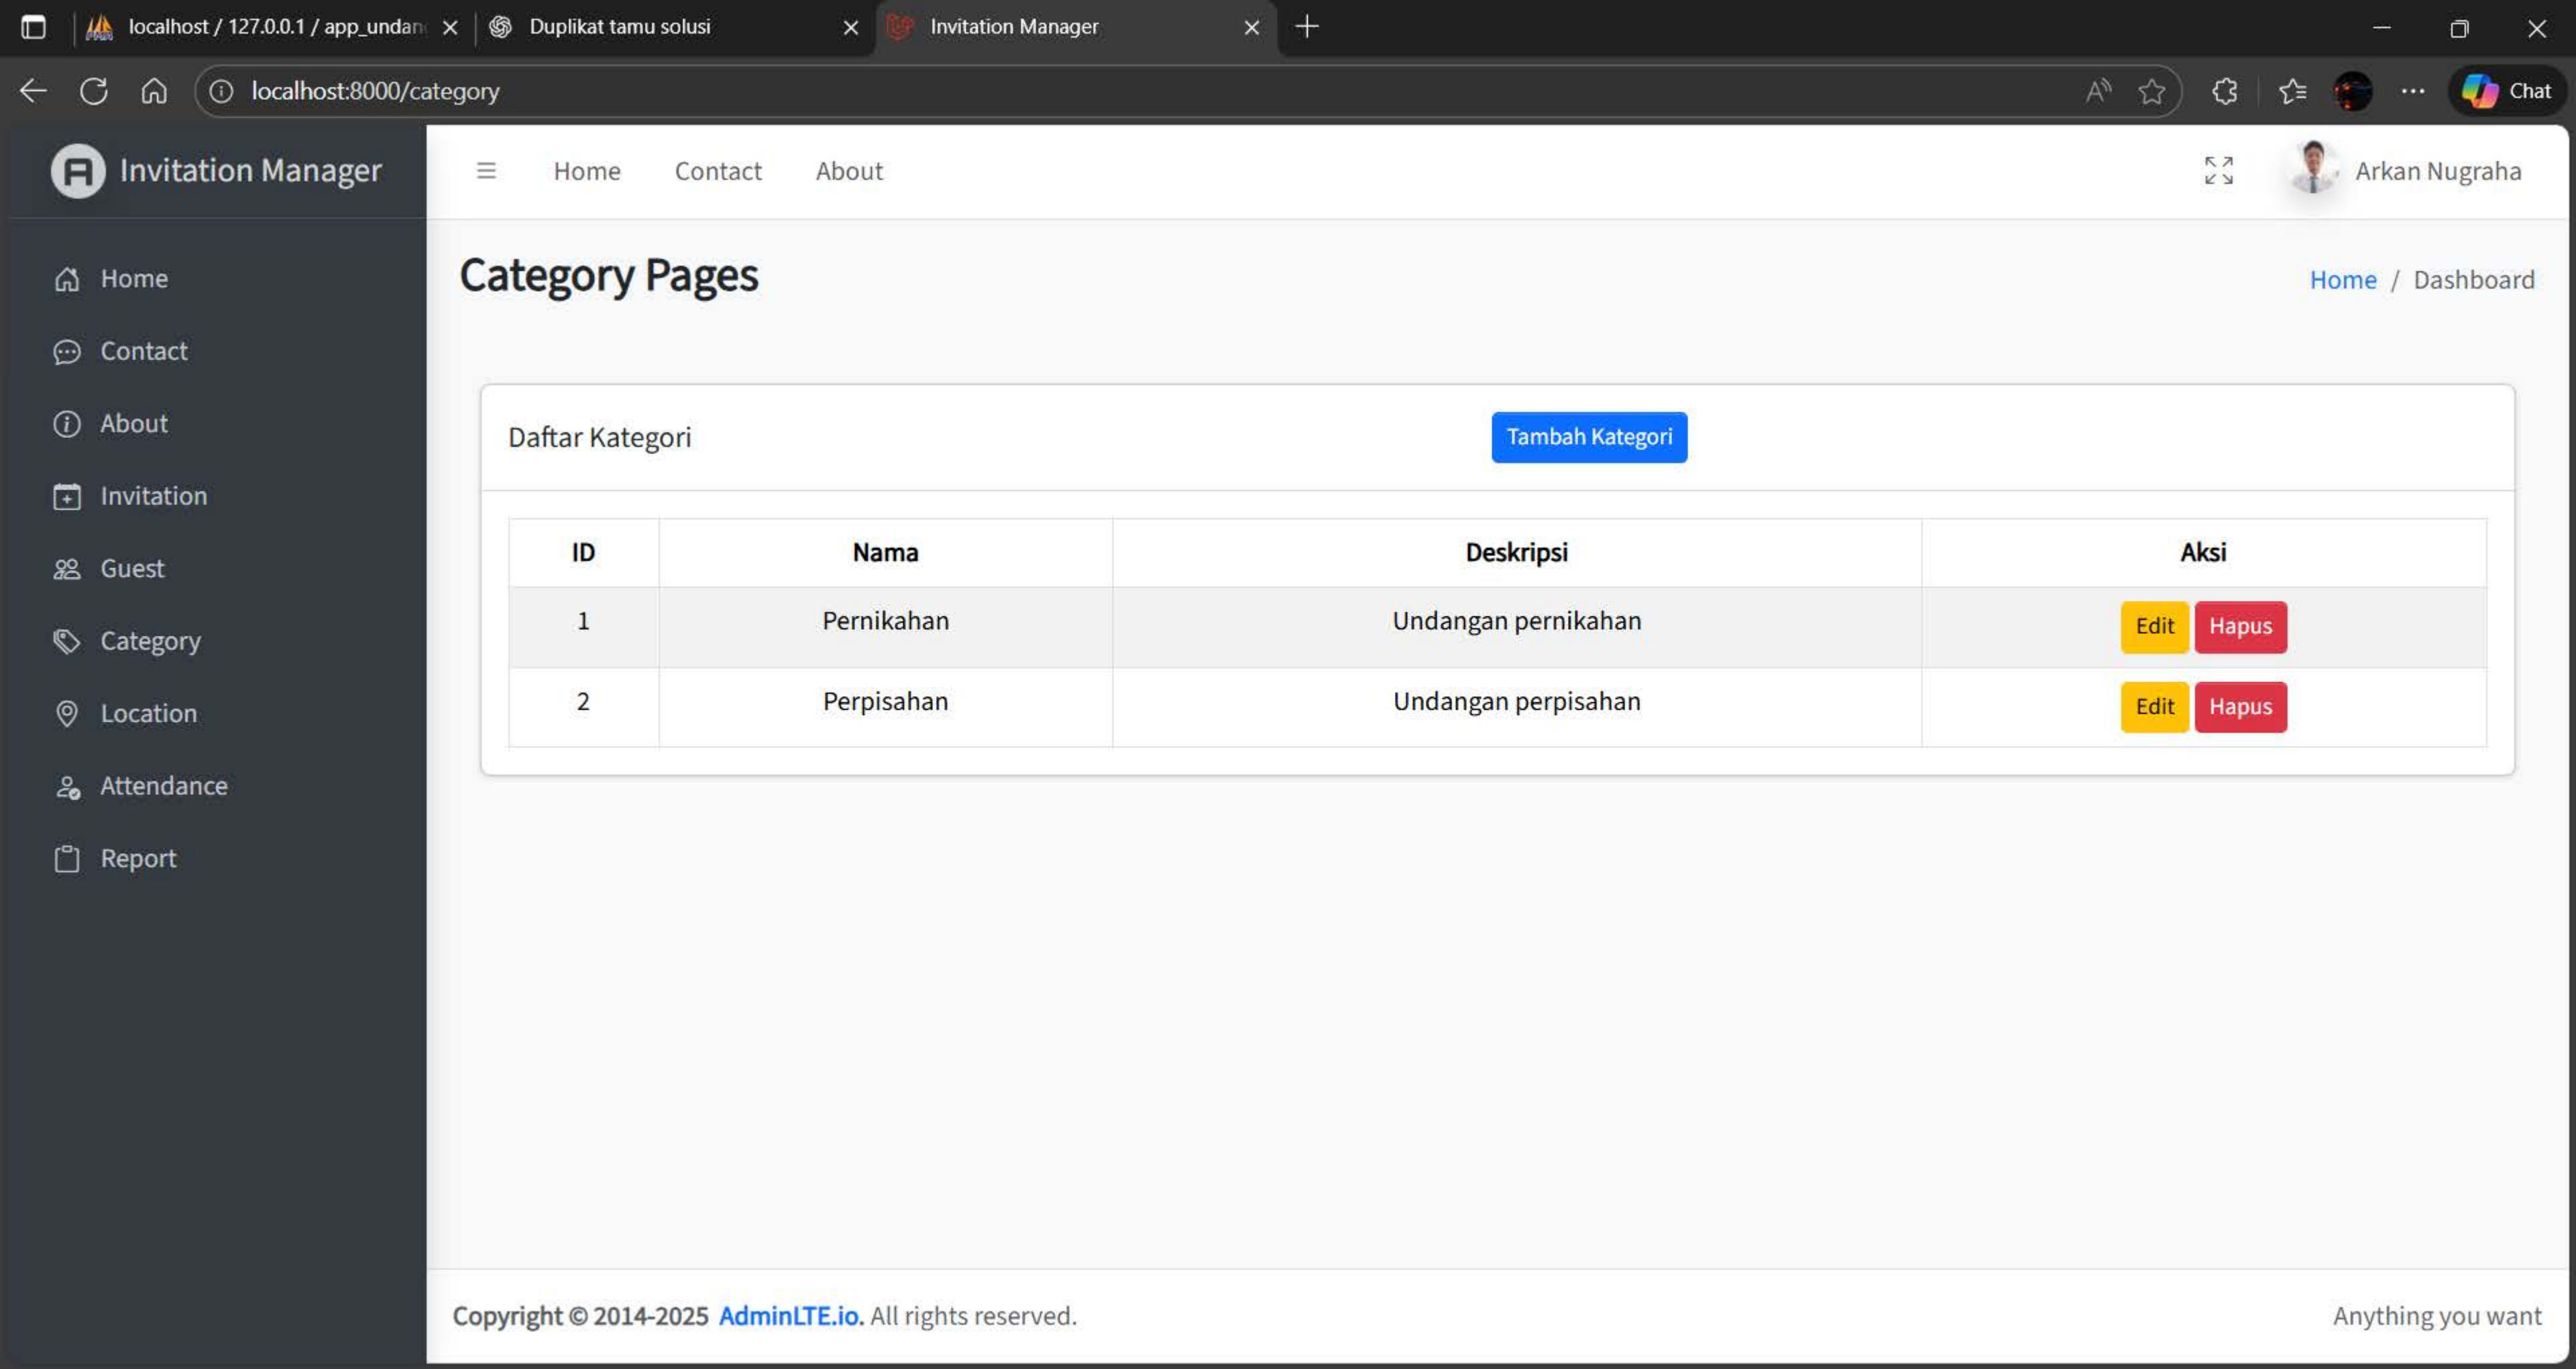 localhost / 127.0.0.1 / app_undan
Duplikat tamu solusi
Invitation Manager
localhost:8000/category
Chat
Invitation Manager
Home Contact About
Arkan Nugraha
Home
Contact
About
Invitation
Guest
Category
Location
Attendance
Report
Category Pages
Home / Dashboard
Daftar Kategori
Tambah Kategori
ID Nama Deskripsi Aksi
1 Pernikahan Undangan pernikahan Edit Hapus
2 Perpisahan Undangan perpisahan Edit Hapus
Copyright © 2014-2025 AdminLTE.io. All rights reserved.
Anything you want